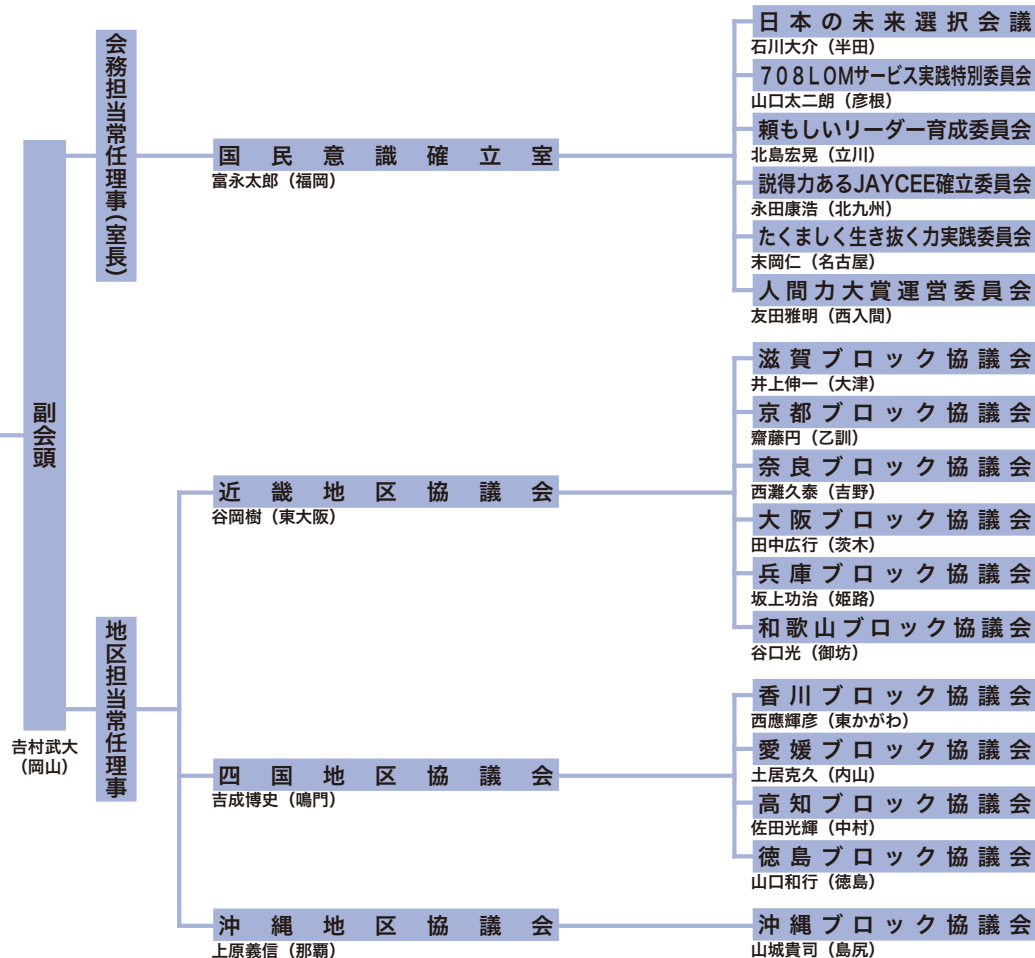 副会頭
吉村武大
（岡山）
会務担当常任理事（室長）
国民意識確立室
富永太郎（福岡）
日本の未来選択会議
石川大介（半田）
７０８ＬＯＭサービス実践特別委員会
山口太二朗（彦根）
頼もしいリーダー育成委員会
北島宏晃（立川）
説得力あるJAYCEE確立委員会
永田康浩（北九州）
たくましく生き抜く力実践委員会
末岡仁（名古屋）
人間力大賞運営委員会
友田雅明（西入間）
地区担当常任理事
近畿地区協議会
谷岡樹（東大阪）
滋賀ブロック協議会
井上伸一（大津）
京都ブロック協議会
齋藤円（乙訓）
奈良ブロック協議会
西灘久泰（吉野）
大阪ブロック協議会
田中広行（茨木）
兵庫ブロック協議会
坂上功治（姫路）
和歌山ブロック協議会
谷口光（御坊）
四国地区協議会
吉成博史（鳴門）
香川ブロック協議会
西應輝彦（東かがわ）
愛媛ブロック協議会
土居克久（内山）
高知ブロック協議会
佐田光輝（中村）
徳島ブロック協議会
山口和行（徳島）
沖縄地区協議会
上原義信（那覇）
沖縄ブロック協議会
山城貴司（島尻）